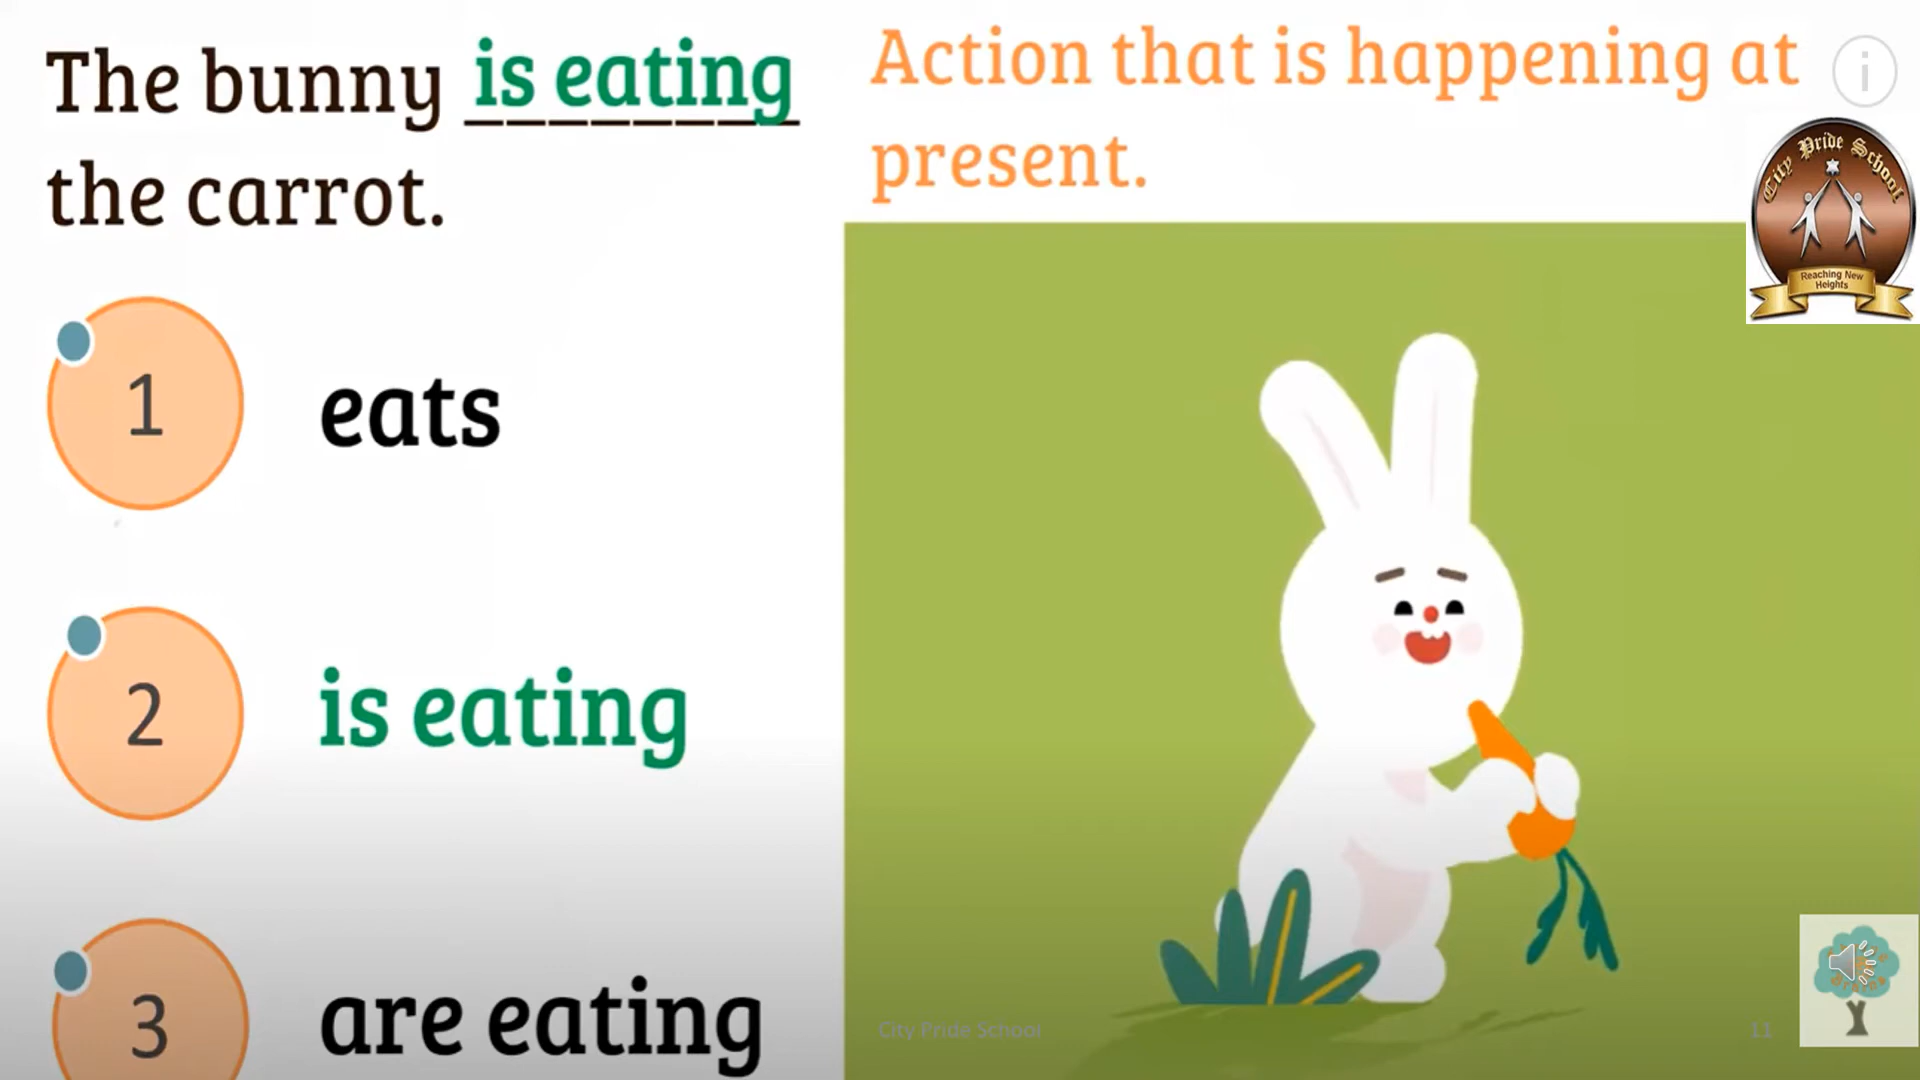 The bunny is eating
the carrot.
Action that is happening at
present.
i
City Pride School
Reaching New
Heights
1 eats
2 is eating
3 are eating
City Pride School
11